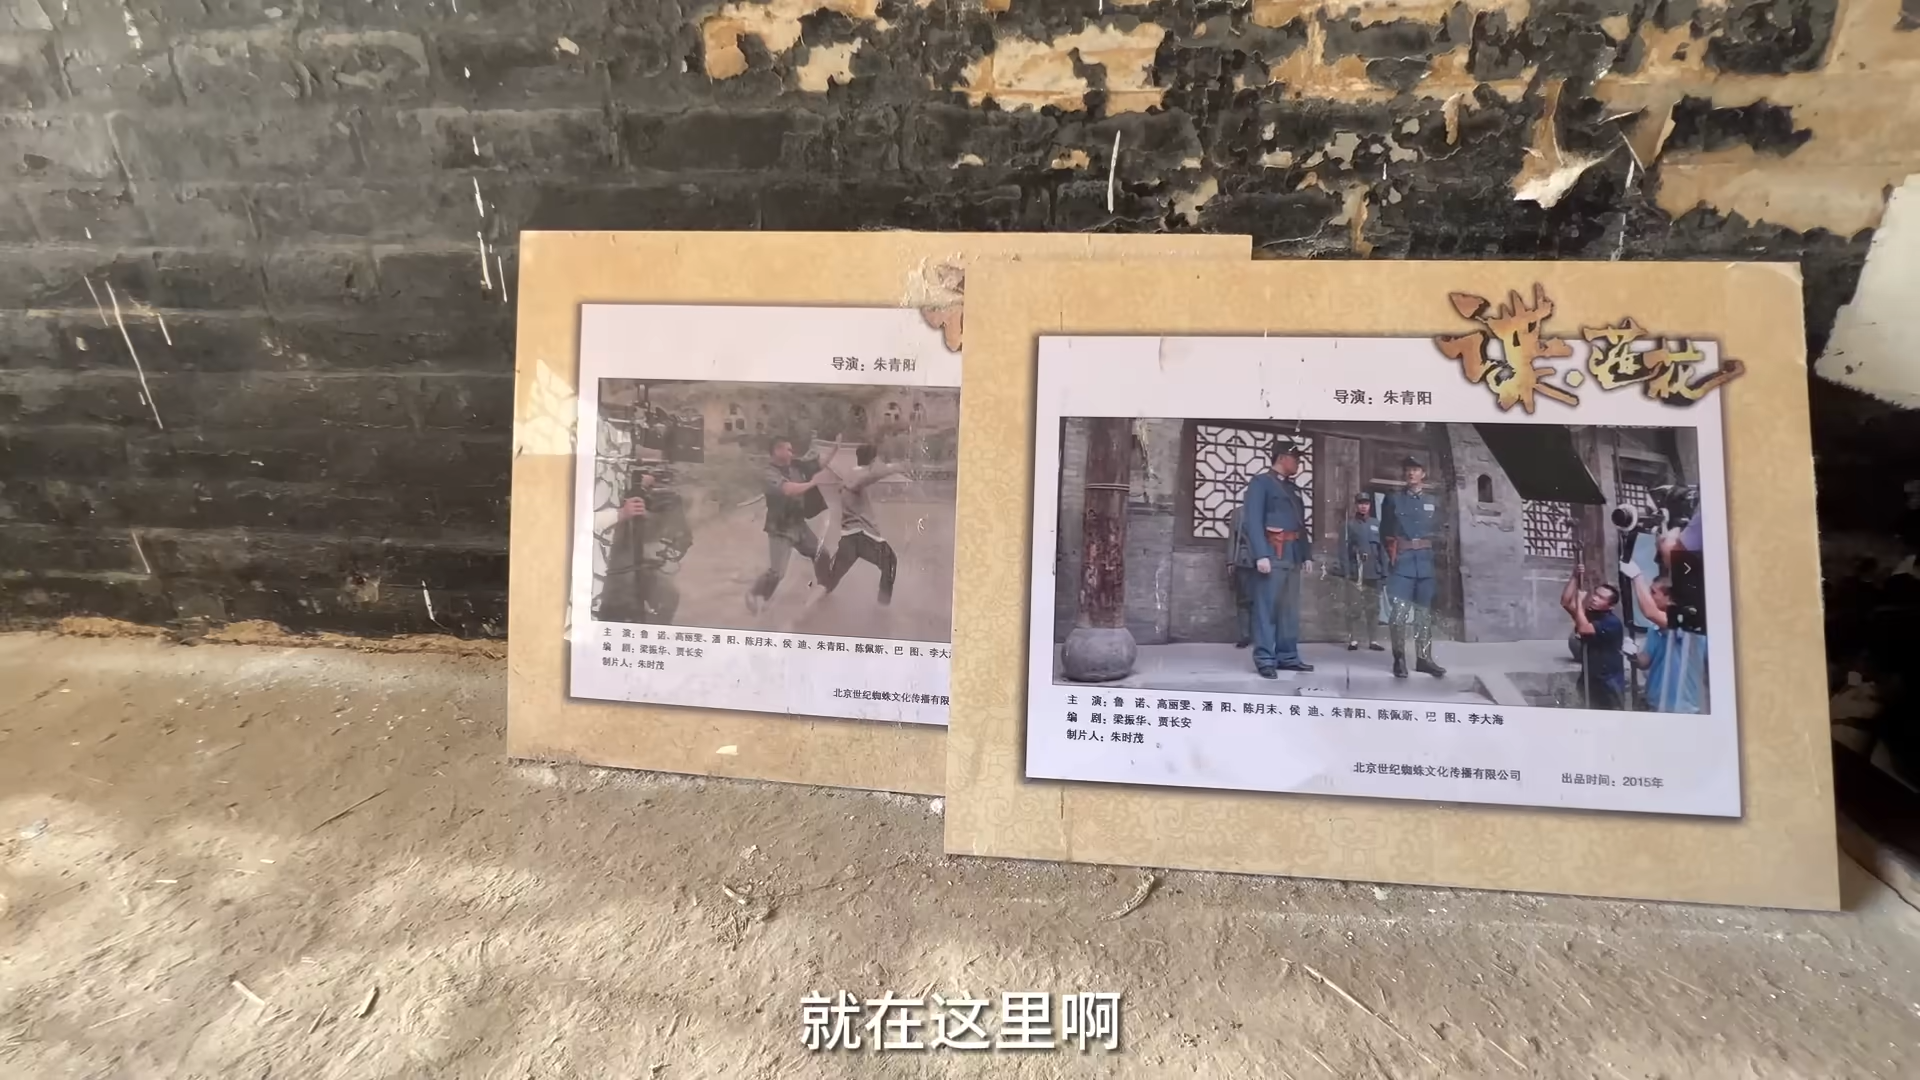 导演：朱青阳
主 演：鲁 诺、高丽雯、潘 阳、陈月末、侯 迪、朱青阳、陈佩斯、巴 图、李大
编 剧：梁振华、贾长安
制片人：朱时茂
北京世纪蜘蛛文化传播有限
谍·莲花
导演：朱青阳
主 演：鲁 诺、高丽雯、潘 阳、陈月末、侯 迪、朱青阳、陈佩斯、巴 图、李大海
编 剧：梁振华、贾长安
制片人：朱时茂
北京世纪蜘蛛文化传播有限公司 出品时间：2015年
就在这里啊